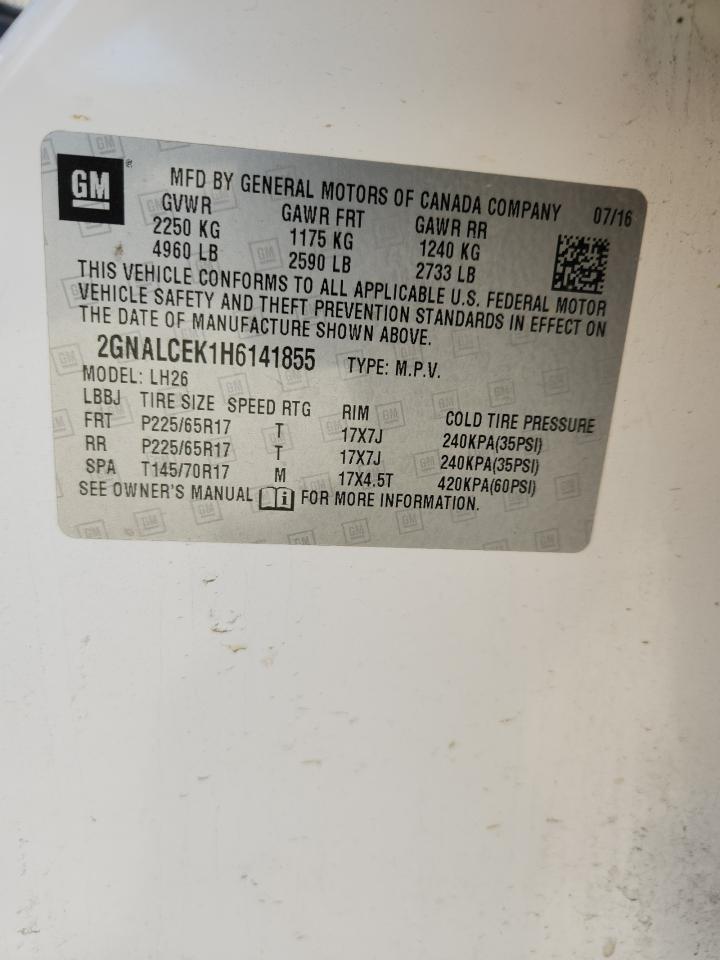 GM®
MFD BY GENERAL MOTORS OF CANADA COMPANY 07/16
GVWR GAWR FRT GAWR RR
2250 KG 1175 KG 1240 KG
4960 LB 2590 LB 2733 LB
THIS VEHICLE CONFORMS TO ALL APPLICABLE U.S. FEDERAL MOTOR
VEHICLE SAFETY AND THEFT PREVENTION STANDARDS IN EFFECT ON
THE DATE OF MANUFACTURE SHOWN ABOVE.
2GNALCEK1H6141855 TYPE: M.P.V.
MODEL: LH26
LBBJ TIRE SIZE SPEED RTG RIM COLD TIRE PRESSURE
FRT P225/65R17 T 17X7J 240KPA(35PSI)
RR P225/65R17 T 17X7J 240KPA(35PSI)
SPA T145/70R17 M 17X4.5T 420KPA(60PSI)
SEE OWNER'S MANUAL FOR MORE INFORMATION.